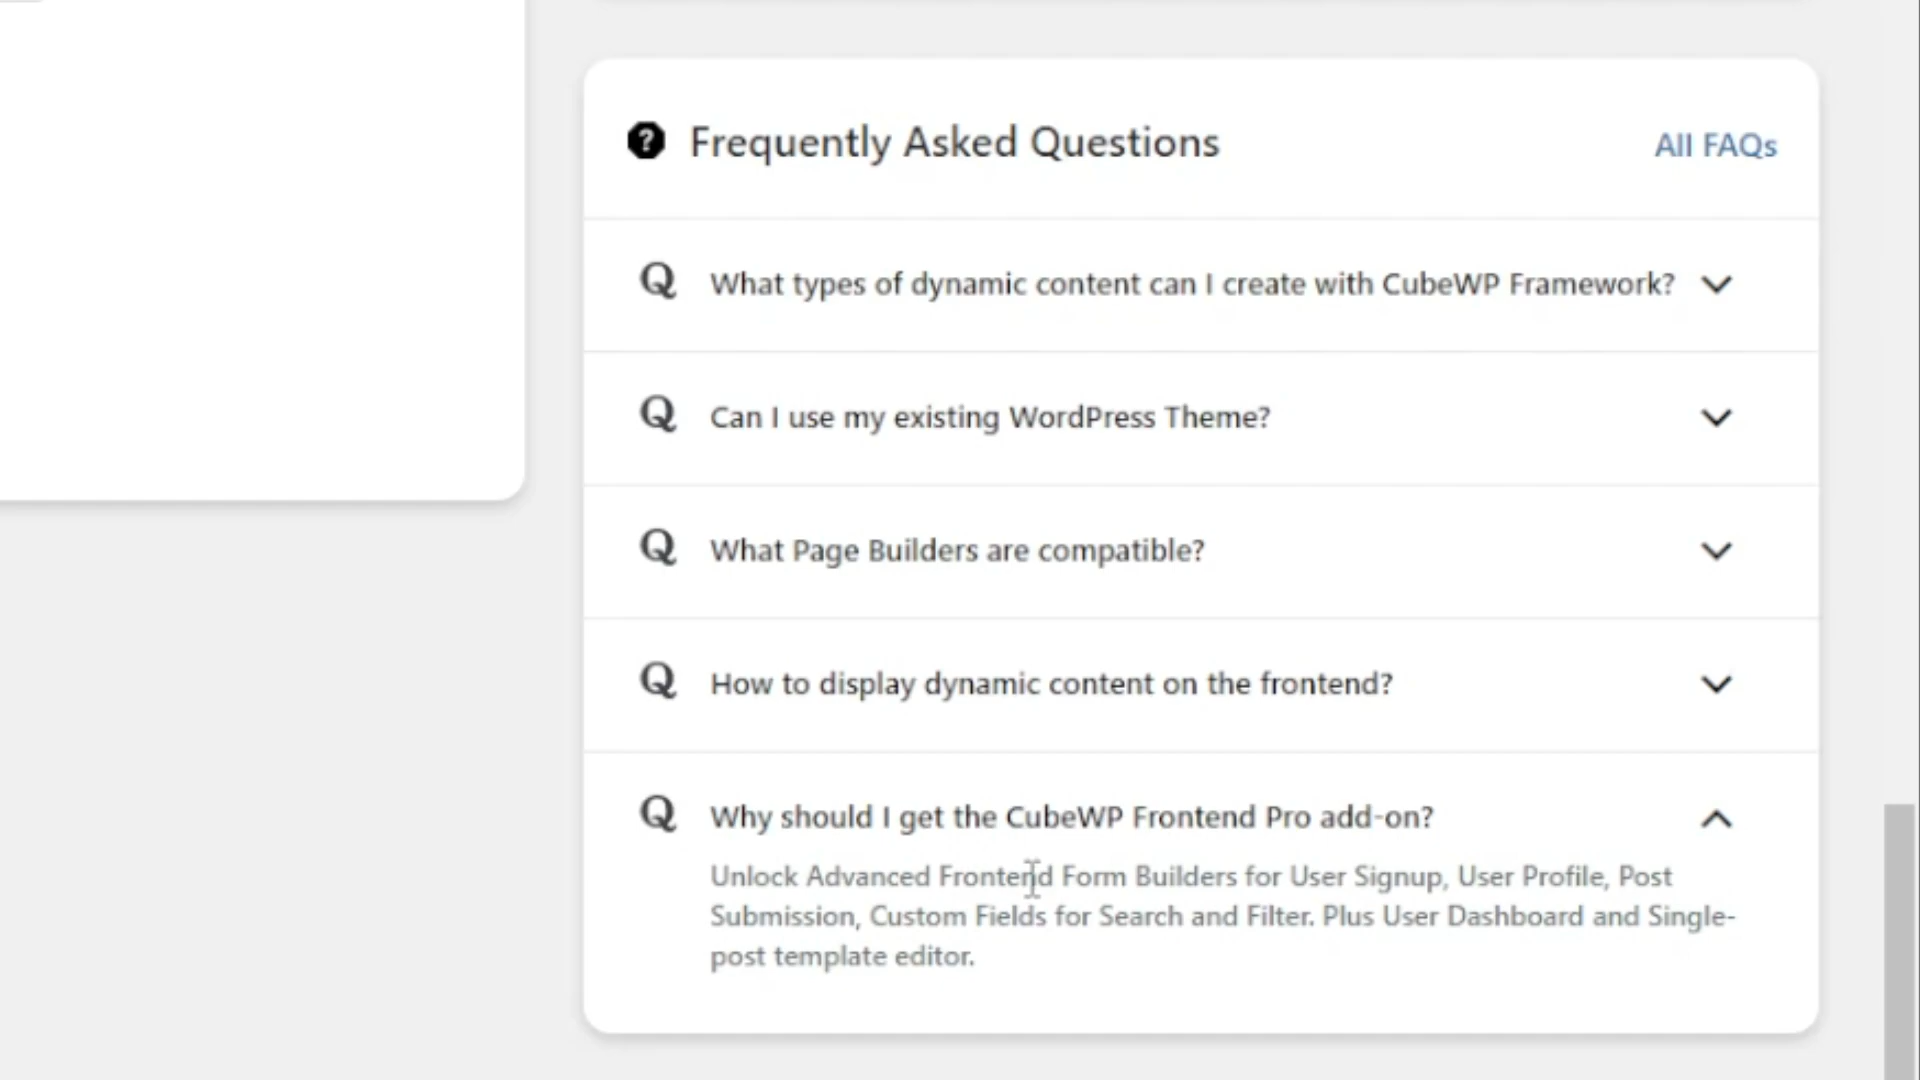 Frequently Asked Questions
All FAQs
Q What types of dynamic content can I create with CubeWP Framework?
Q Can I use my existing WordPress Theme?
Q What Page Builders are compatible?
Q How to display dynamic content on the frontend?
Q Why should I get the CubeWP Frontend Pro add-on?
Unlock Advanced Frontend Form Builders for User Signup, User Profile, Post
Submission, Custom Fields for Search and Filter. Plus User Dashboard and Single-
post template editor.